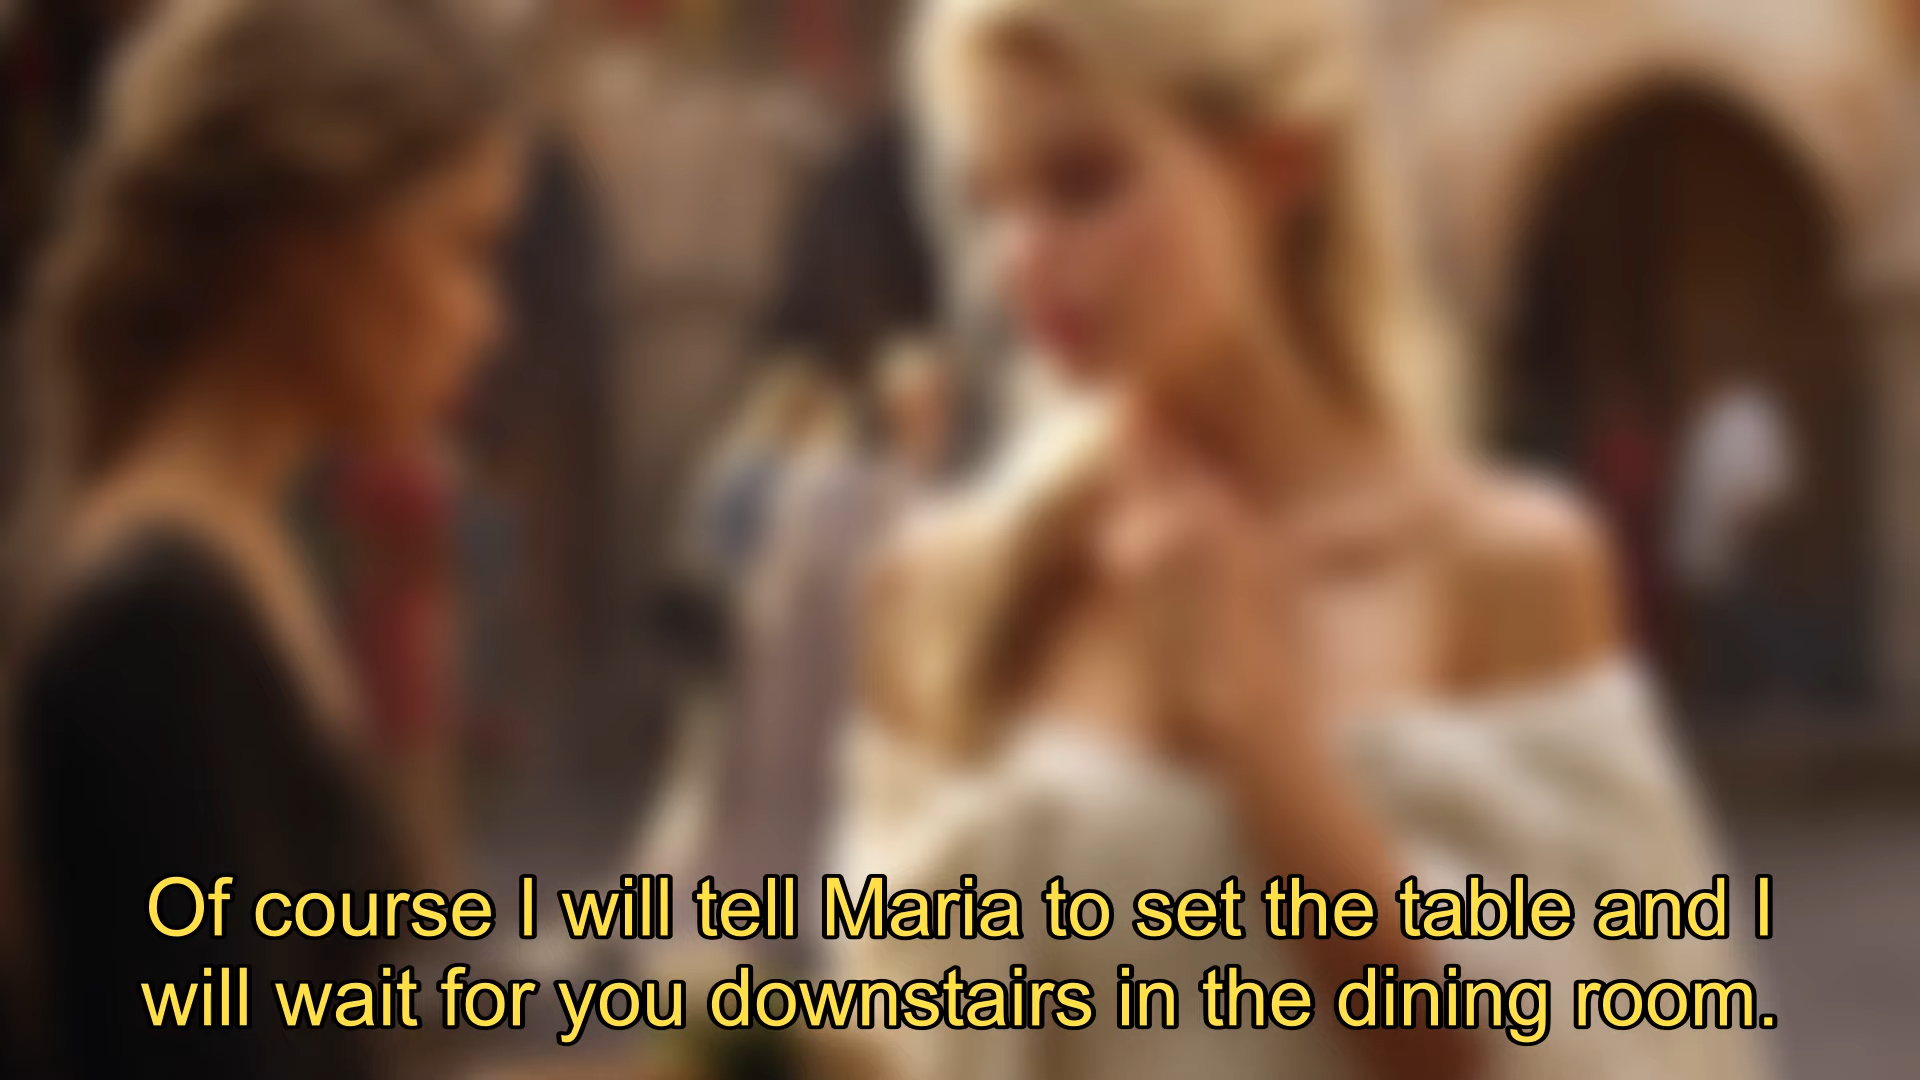 Of course I will tell Maria to set the table and I
will wait for you downstairs in the dining room.